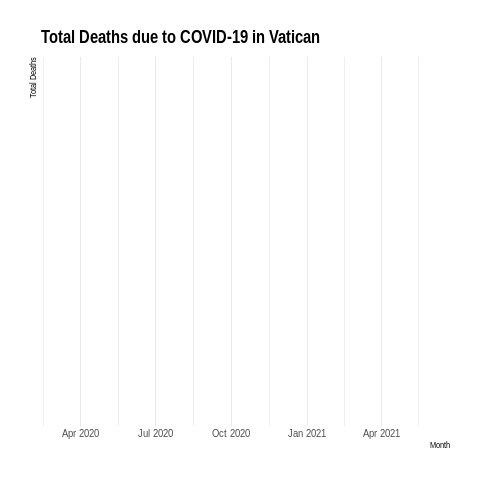 Total Deaths due to COVID-19 in Vatican
Total Deaths
Apr 2020 Jul 2020 Oct 2020 Jan 2021 Apr 2021
Month